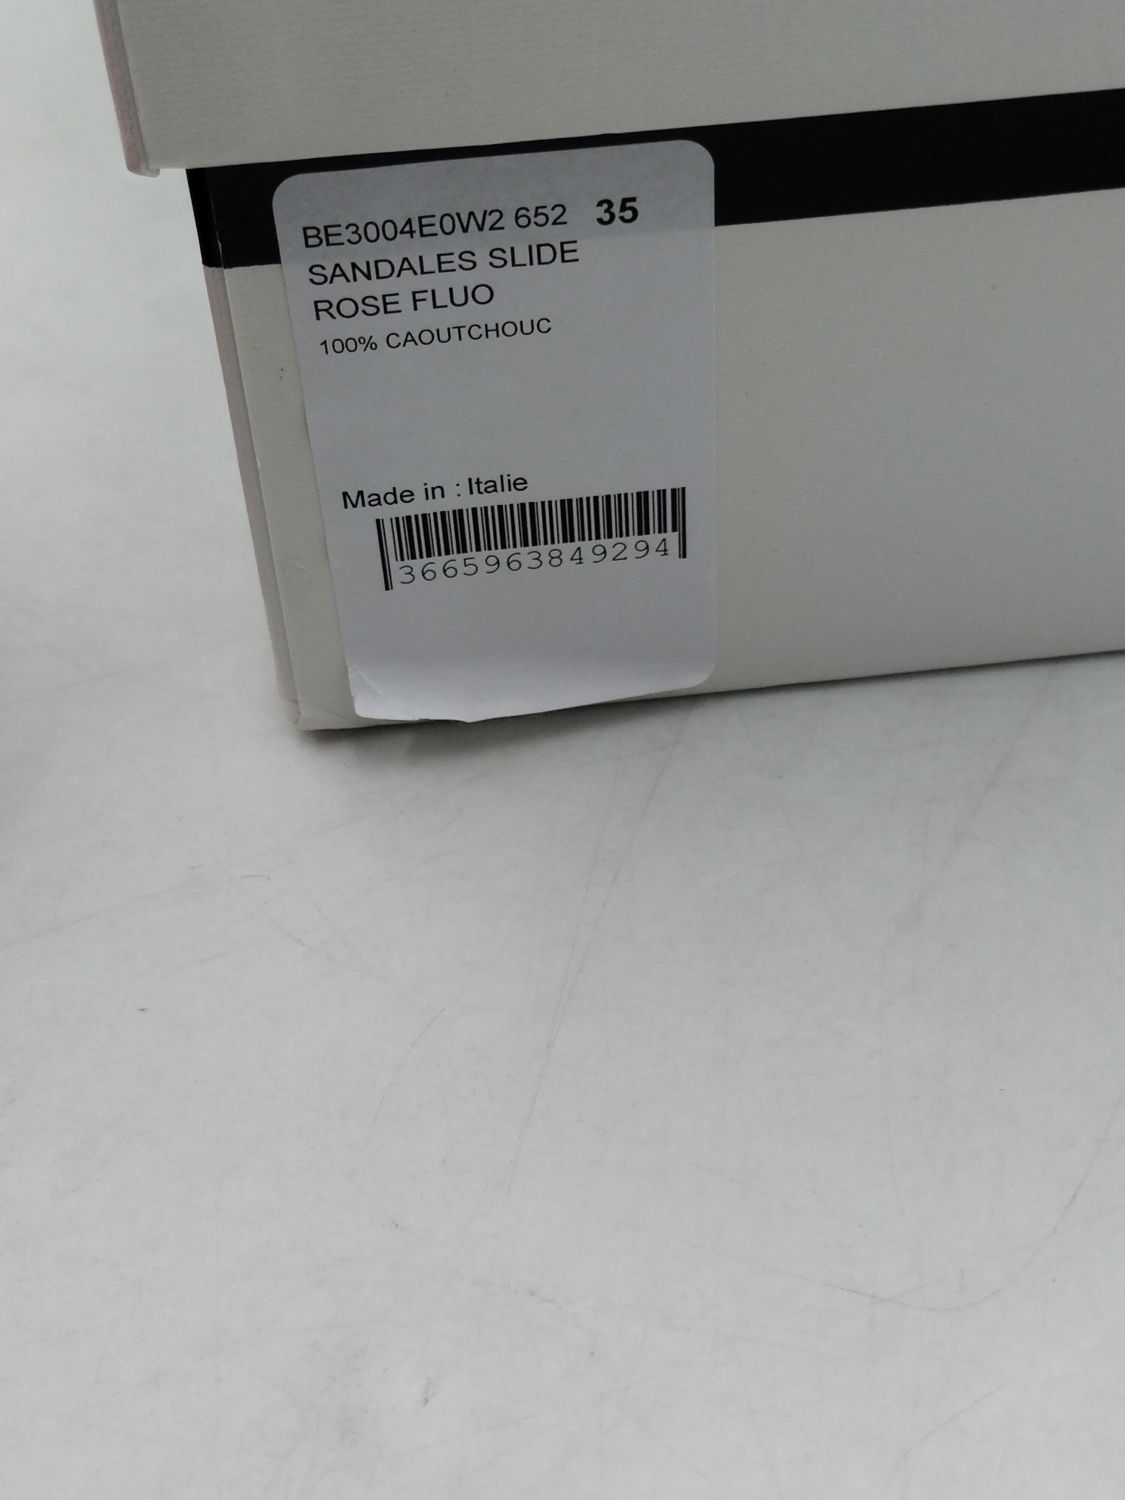 BE3004E0W2 652 35
SANDALES SLIDE
ROSE FLUO
100% CAOUTCHOUC
Made in : Italie
3665963849294